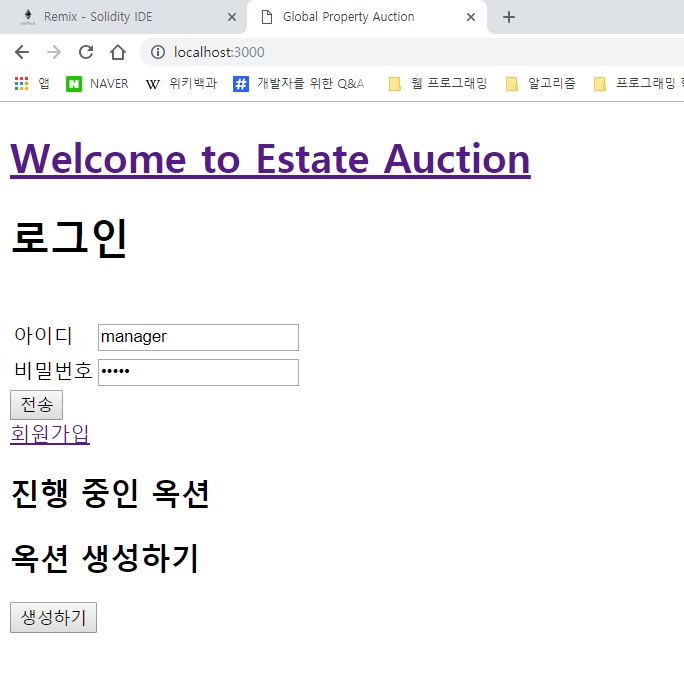 Remix - Solidity IDE
Global Property Auction
localhost:3000
앱 NAVER 위키백과 개발자를 위한 Q&A 웹 프로그래밍 알고리즘 프로그래밍
Welcome to Estate Auction
로그인
아이디 manager
비밀번호 •••••
전송
회원가입
진행 중인 옥션
옥션 생성하기
생성하기